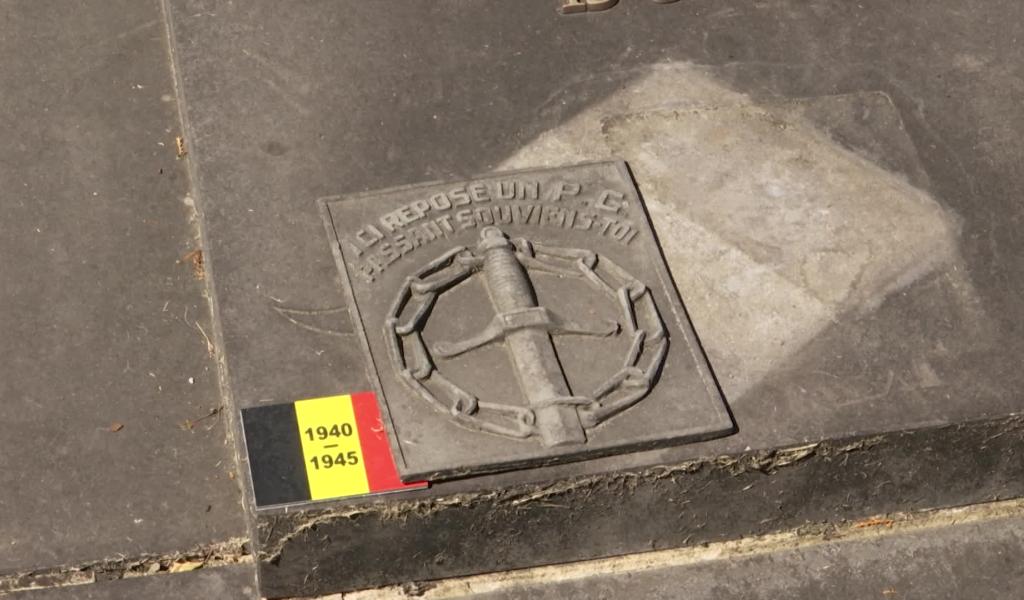 ICI REPOSE UN P.G.
PASSANT SOUVIENS-TOI
1940
–
1945